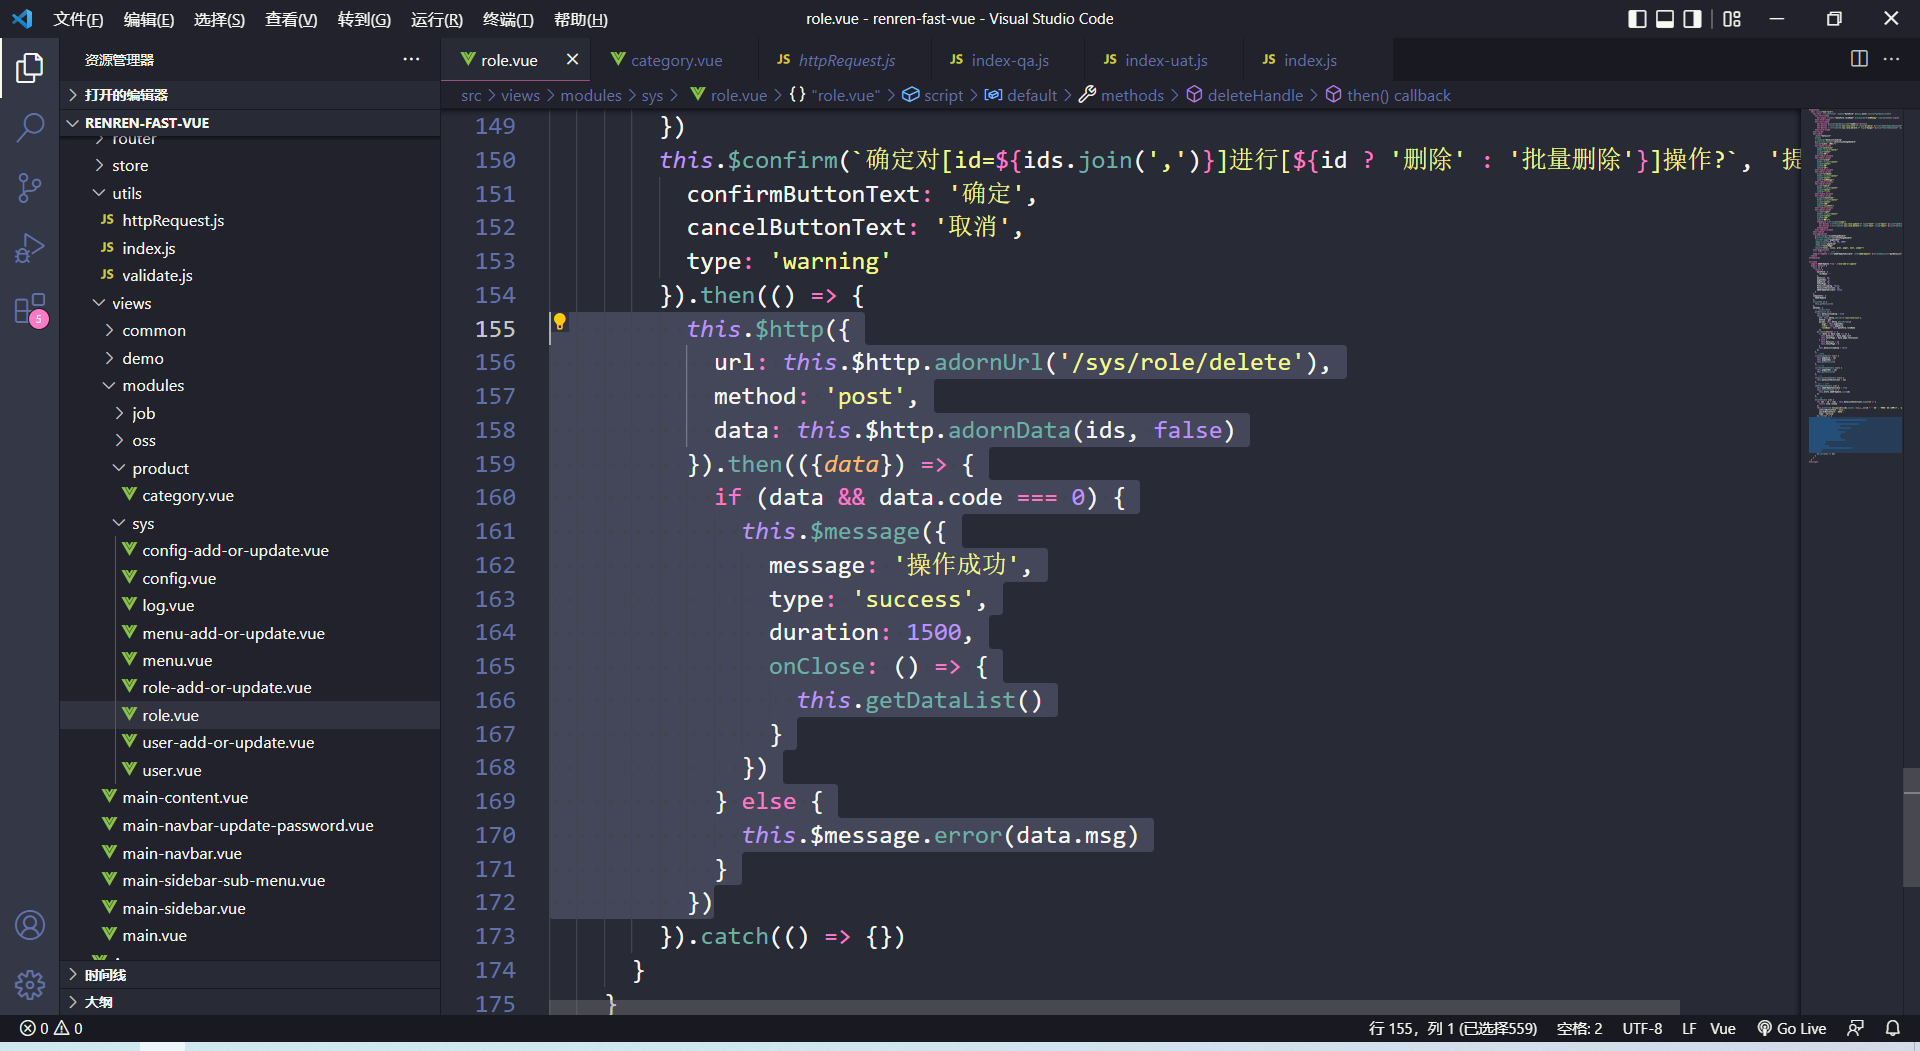 文件(F) 编辑(E) 选择(S) 查看(V) 转到(G) 运行(R) 终端(T) 帮助(H)
role.vue - renren-fast-vue - Visual Studio Code
资源管理器
打开的编辑器
RENREN-FAST-VUE
router
store
utils
JS httpRequest.js
JS index.js
JS validate.js
views
common
demo
modules
job
oss
product
category.vue
sys
config-add-or-update.vue
config.vue
log.vue
menu-add-or-update.vue
menu.vue
role-add-or-update.vue
role.vue
user-add-or-update.vue
user.vue
main-content.vue
main-navbar-update-password.vue
main-navbar.vue
main-sidebar-sub-menu.vue
main-sidebar.vue
main.vue
时间线
大纲
5
role.vue category.vue JS httpRequest.js JS index-qa.js JS index-uat.js JS index.js
src > views > modules > sys > role.vue > {} "role.vue" > script > default > methods > deleteHandle > then() callback
149 })
150 this.$confirm(`确定对[id=${ids.join(',')}]进行[${id ? '删除' : '批量删除'}]操作?`, '提
151 confirmButtonText: '确定',
152 cancelButtonText: '取消',
153 type: 'warning'
154 }).then(() => {
155 this.$http({
156 url: this.$http.adornUrl('/sys/role/delete'),
157 method: 'post',
158 data: this.$http.adornData(ids, false)
159 }).then(({data}) => {
160 if (data && data.code === 0) {
161 this.$message({
162 message: '操作成功',
163 type: 'success',
164 duration: 1500,
165 onClose: () => {
166 this.getDataList()
167 }
168 })
169 } else {
170 this.$message.error(data.msg)
171 }
172 })
173 }).catch(() => {})
174 }
175 }
0 0
行 155，列 1 (已选择559) 空格: 2 UTF-8 LF Vue Go Live